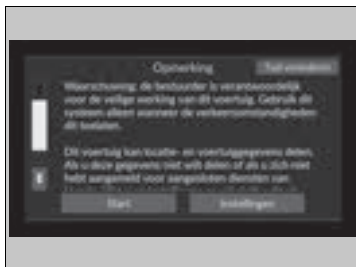 Opmerking
Taal veranderen
Waarschuwing: de bestuurder is verantwoordelijk
voor de veilige werking van dit voertuig. Gebruik dit
systeem alleen wanneer de verkeersomstandigheden
dit toelaten.
Dit voertuig kan locatie- en voertuiggegevens delen.
Als u deze gegevens niet wilt delen of als u zich niet
hebt aangemeld voor aangesloten diensten van
Start
Instellingen